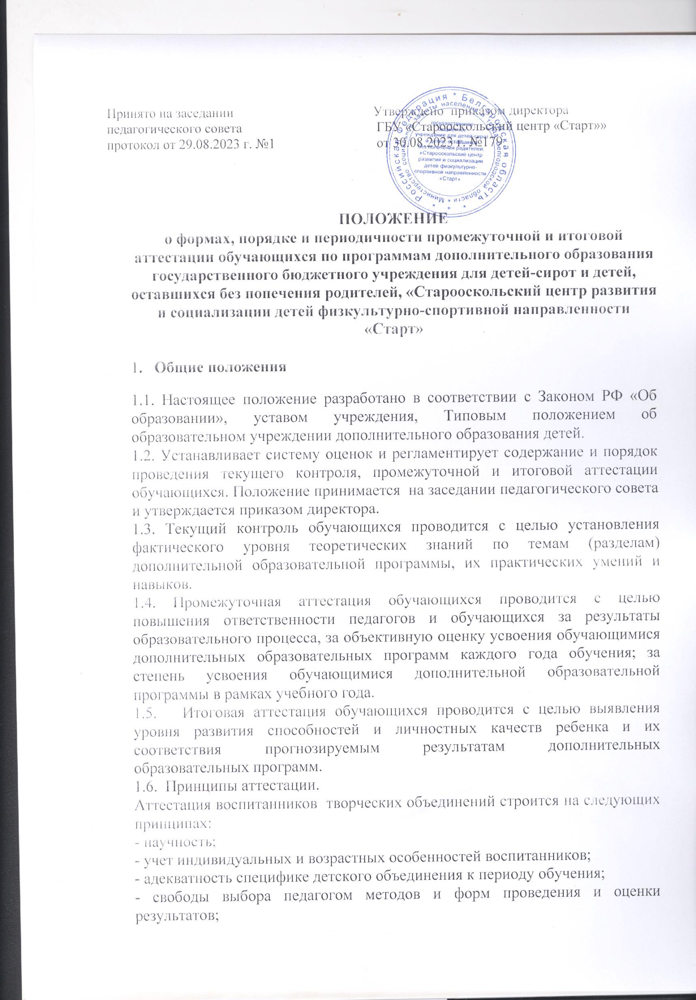 Принято на заседании
педагогического совета
протокол от 29.08.2023 г. №1
Утверждено приказом директора
ГБУ «Старооскольский центр «Старт»»
от 30.08.2023 г. №179
Российская Федерация * Белгородская область * * *
Министерство социальной защиты населения и труда Белгородской области *
государственное
бюджетное
учреждение для детей-сирот
и детей, оставшихся
без попечения родителей,
«Старооскольский центр
развития и социализации
детей физкультурно-
спортивной направленности
«Старт»
ПОЛОЖЕНИЕ
о формах, порядке и периодичности промежуточной и итоговой
аттестации обучающихся по программам дополнительного образования
государственного бюджетного учреждения для детей-сирот и детей,
оставшихся без попечения родителей, «Старооскольский центр развития
и социализации детей физкультурно-спортивной направленности
«Старт»
1. Общие положения
1.1. Настоящее положение разработано в соответствии с Законом РФ «Об
образовании», уставом учреждения, Типовым положением об
образовательном учреждении дополнительного образования детей.
1.2. Устанавливает систему оценок и регламентирует содержание и порядок
проведения текущего контроля, промежуточной и итоговой аттестации
обучающихся. Положение принимается на заседании педагогического совета
и утверждается приказом директора.
1.3. Текущий контроль обучающихся проводится с целью установления
фактического уровня теоретических знаний по темам (разделам)
дополнительной образовательной программы, их практических умений и
навыков.
1.4. Промежуточная аттестация обучающихся проводится с целью
повышения ответственности педагогов и обучающихся за результаты
образовательного процесса, за объективную оценку усвоения обучающимися
дополнительных образовательных программ каждого года обучения; за
степень усвоения обучающимися дополнительной образовательной
программы в рамках учебного года.
1.5. Итоговая аттестация обучающихся проводится с целью выявления
уровня развития способностей и личностных качеств ребенка и их
соответствия прогнозируемым результатам дополнительных
образовательных программ.
1.6. Принципы аттестации.
Аттестация воспитанников творческих объединений строится на следующих
принципах:
- научность;
- учет индивидуальных и возрастных особенностей воспитанников;
- адекватность специфике детского объединения к периоду обучения;
- свободы выбора педагогом методов и форм проведения и оценки
результатов;